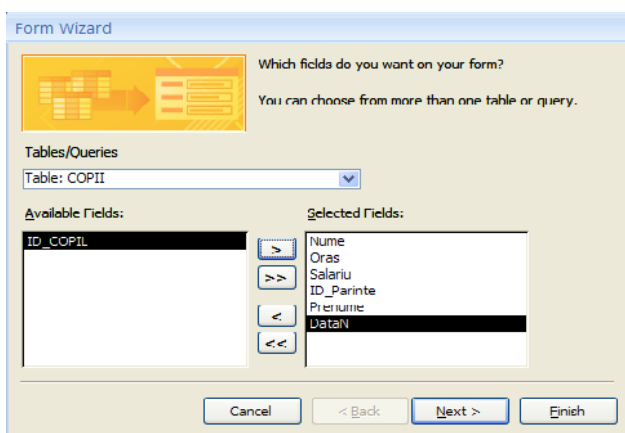 Form Wizard
Which fields do you want on your form?
You can choose from more than one table or query.
Tables/Queries
Table: COPII
Available Fields:
Selected Fields:
ID_COPIL
>
>>
<
<<
Nume
Oras
Salariu
ID_Parinte
Prenume
DataN
Cancel
< Back
Next >
Finish